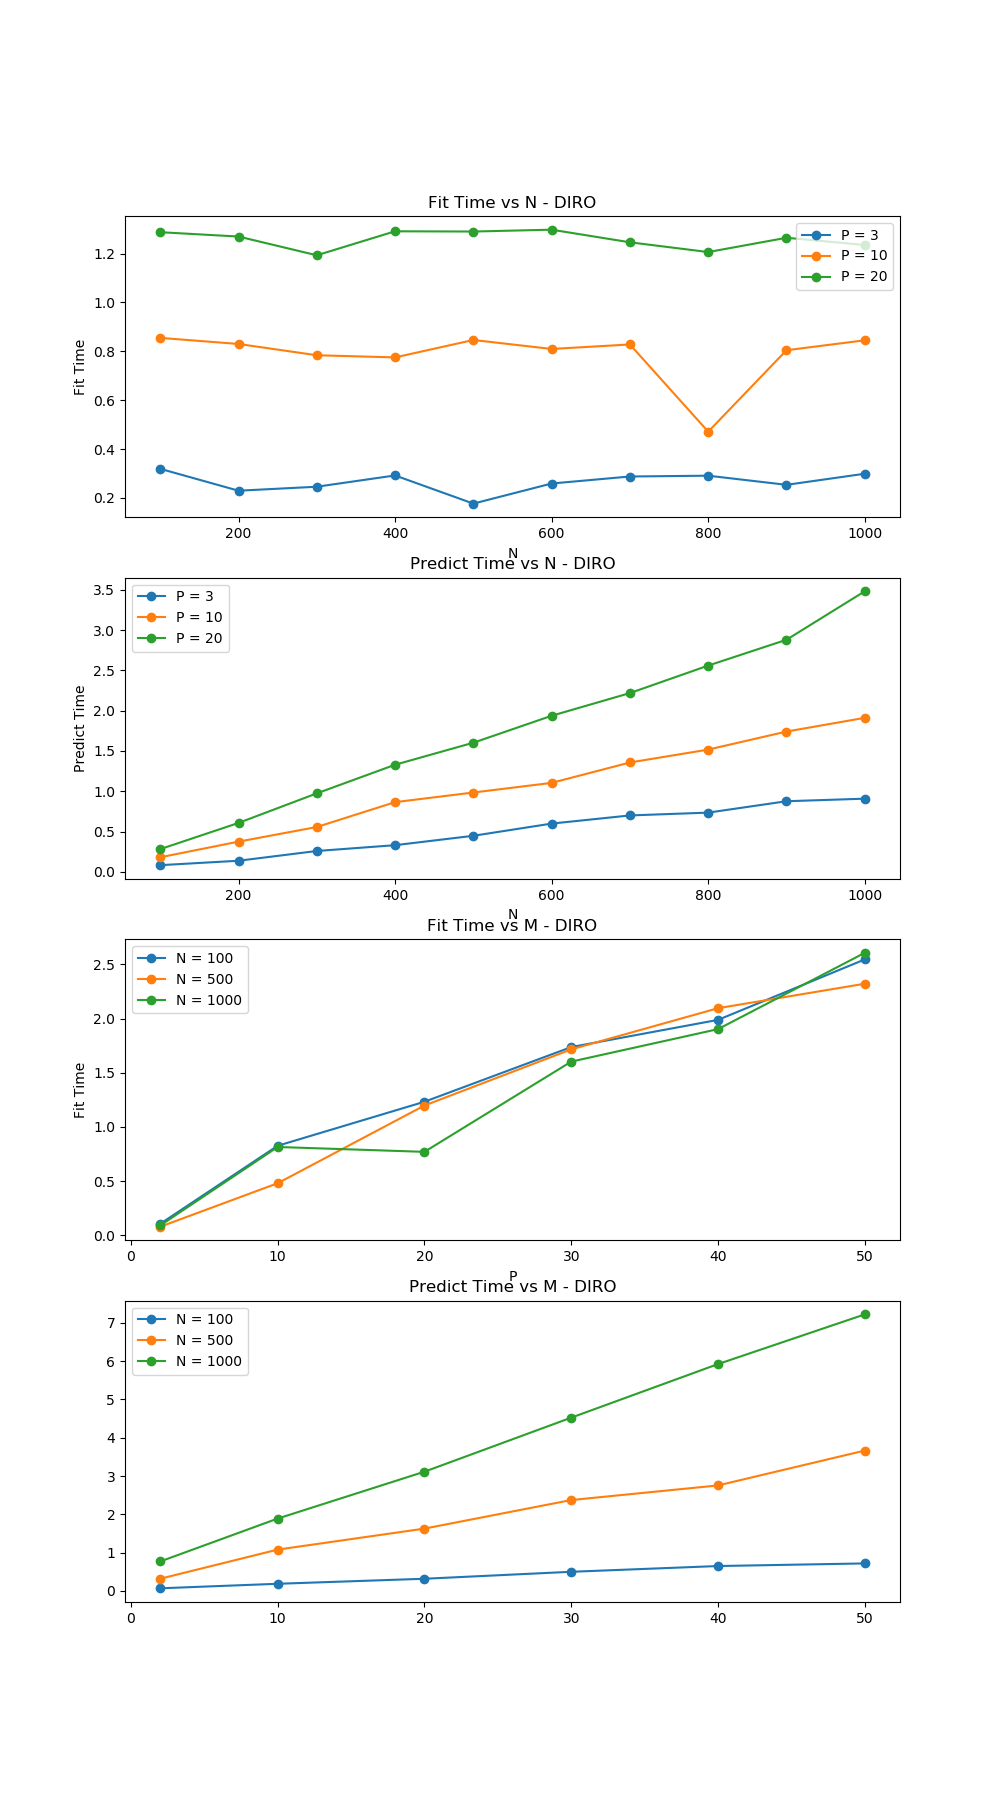 Fit Time vs N - DIRO
1.2
1.0
0.8
0.6
0.4
0.2
Fit Time
P = 3
P = 10
P = 20
200 400 600 800 1000
N
Predict Time vs N - DIRO
3.5
3.0
2.5
2.0
1.5
1.0
0.5
0.0
Predict Time
P = 3
P = 10
P = 20
200 400 600 800 1000
N
Fit Time vs M - DIRO
2.5
2.0
1.5
1.0
0.5
0.0
Fit Time
N = 100
N = 500
N = 1000
0 10 20 30 40 50
P
Predict Time vs M - DIRO
7
6
5
4
3
2
1
0
N = 100
N = 500
N = 1000
0 10 20 30 40 50